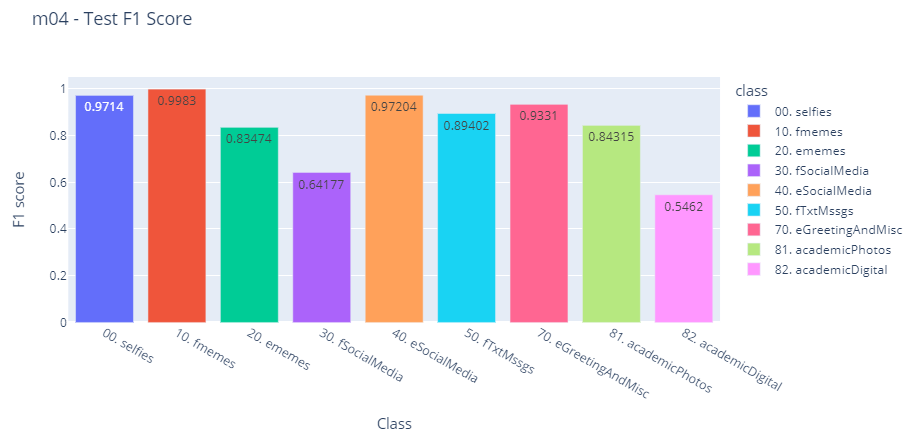 m04 - Test F1 Score
F1 score
1
0.8
0.6
0.4
0.2
0
0.9714
0.9983
0.83474
0.64177
0.97204
0.89402
0.9331
0.84315
0.5462
00. selfies
10. fmemes
20. ememes
30. fSocialMedia
40. eSocialMedia
50. fTxtMssgs
70. eGreetingAndMisc
81. academicPhotos
82. academicDigital
Class
class
00. selfies
10. fmemes
20. ememes
30. fSocialMedia
40. eSocialMedia
50. fTxtMssgs
70. eGreetingAndMisc
81. academicPhotos
82. academicDigital